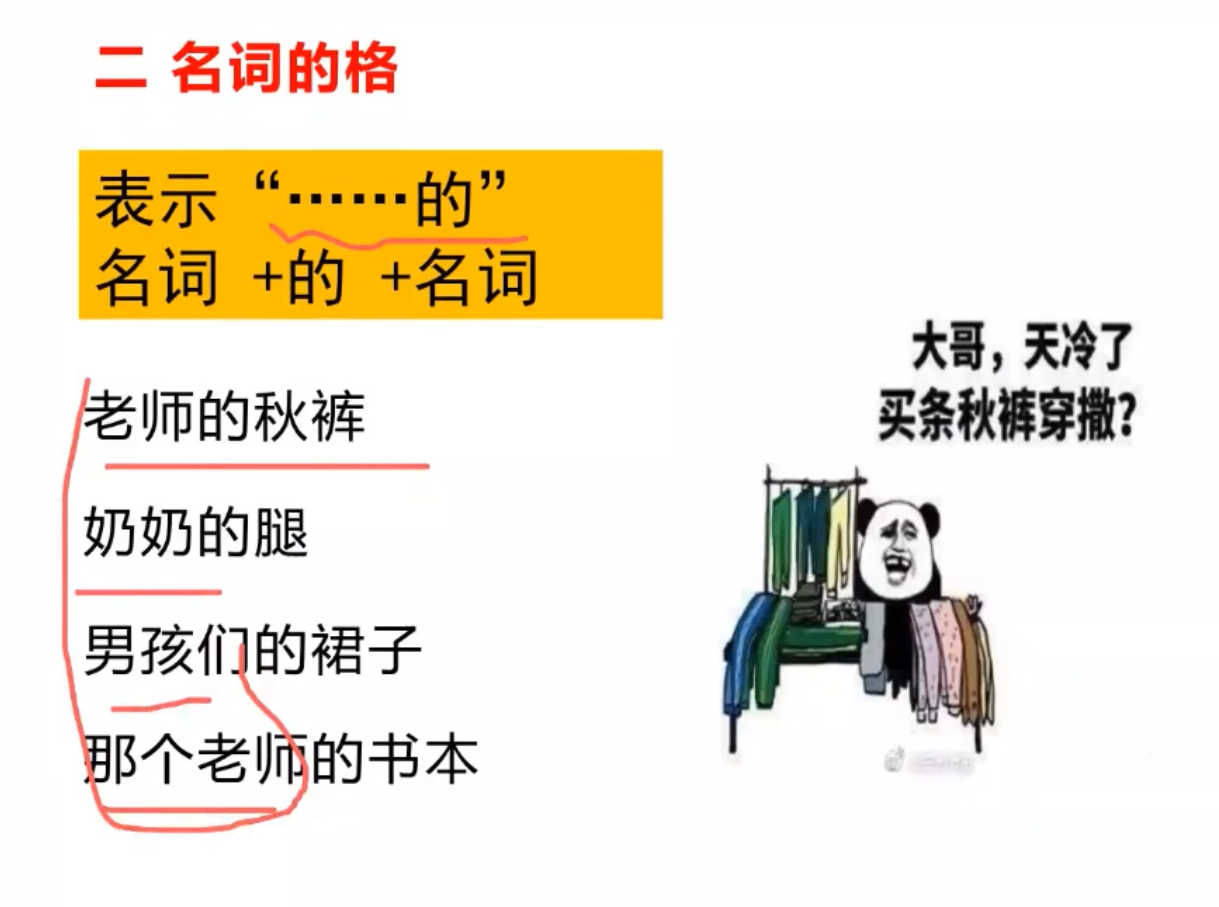 二 名词的格
表示 “……的”
名词 +的 +名词
老师的秋裤
奶奶的腿
男孩们的裙子
那个老师的书本
大哥，天冷了
买条秋裤穿撒？